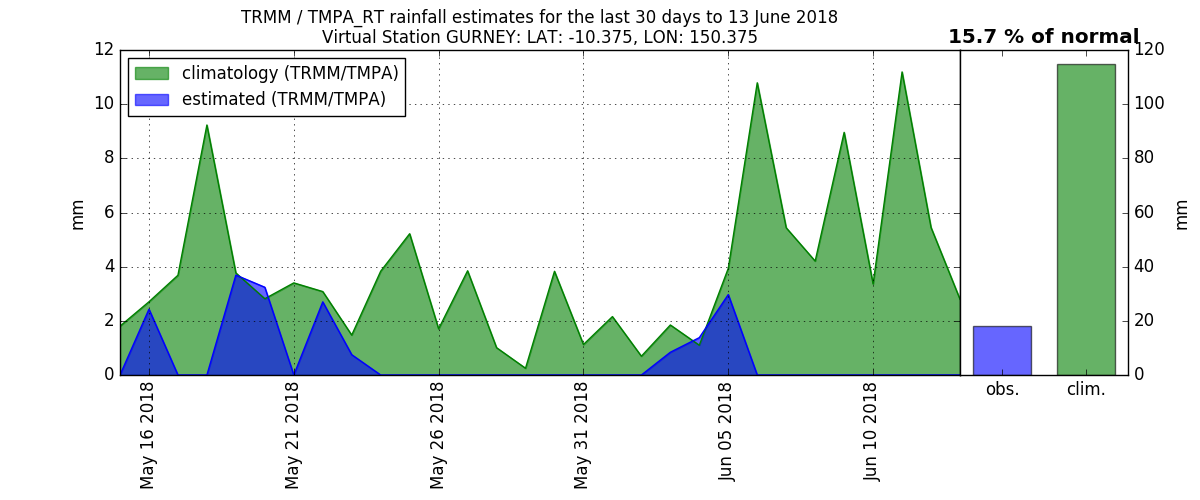 TRMM / TMPA_RT rainfall estimates for the last 30 days to 13 June 2018
Virtual Station GURNEY: LAT: -10.375, LON: 150.375
15.7 % of normal
climatology (TRMM/TMPA)
estimated (TRMM/TMPA)
12
10
8
6
4
2
0
mm
May 16 2018
May 21 2018
May 26 2018
May 31 2018
Jun 05 2018
Jun 10 2018
obs.
clim.
120
100
80
60
40
20
0
mm